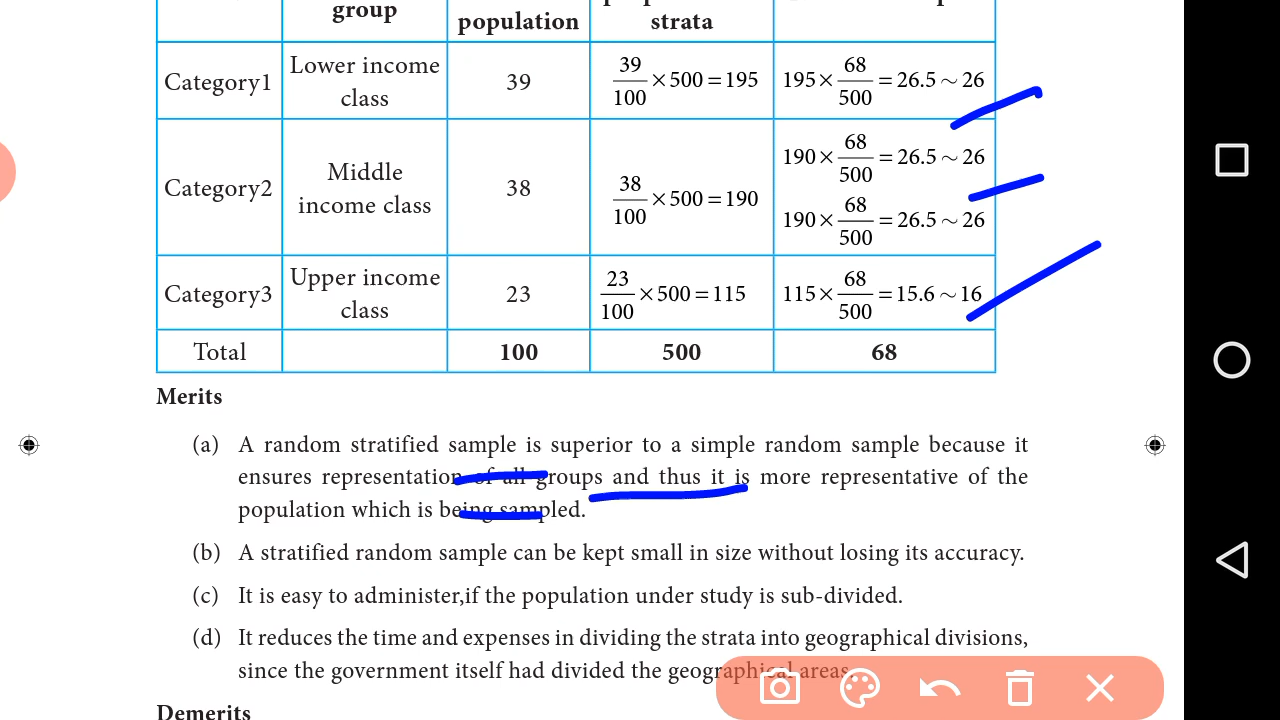 group
population
strata
Category1 Lower income class 39 39/100 × 500 = 195 195 × 68/500 = 26.5 ~ 26
Category2 Middle income class 38 38/100 × 500 = 190 190 × 68/500 = 26.5 ~ 26
190 × 68/500 = 26.5 ~ 26
Category3 Upper income class 23 23/100 × 500 = 115 115 × 68/500 = 15.6 ~ 16
Total 100 500 68
Merits
(a) A random stratified sample is superior to a simple random sample because it
ensures representation of all groups and thus it is more representative of the
population which is being sampled.
(b) A stratified random sample can be kept small in size without losing its accuracy.
(c) It is easy to administer,if the population under study is sub-divided.
(d) It reduces the time and expenses in dividing the strata into geographical divisions,
since the government itself had divided the geographical areas.
Demerits